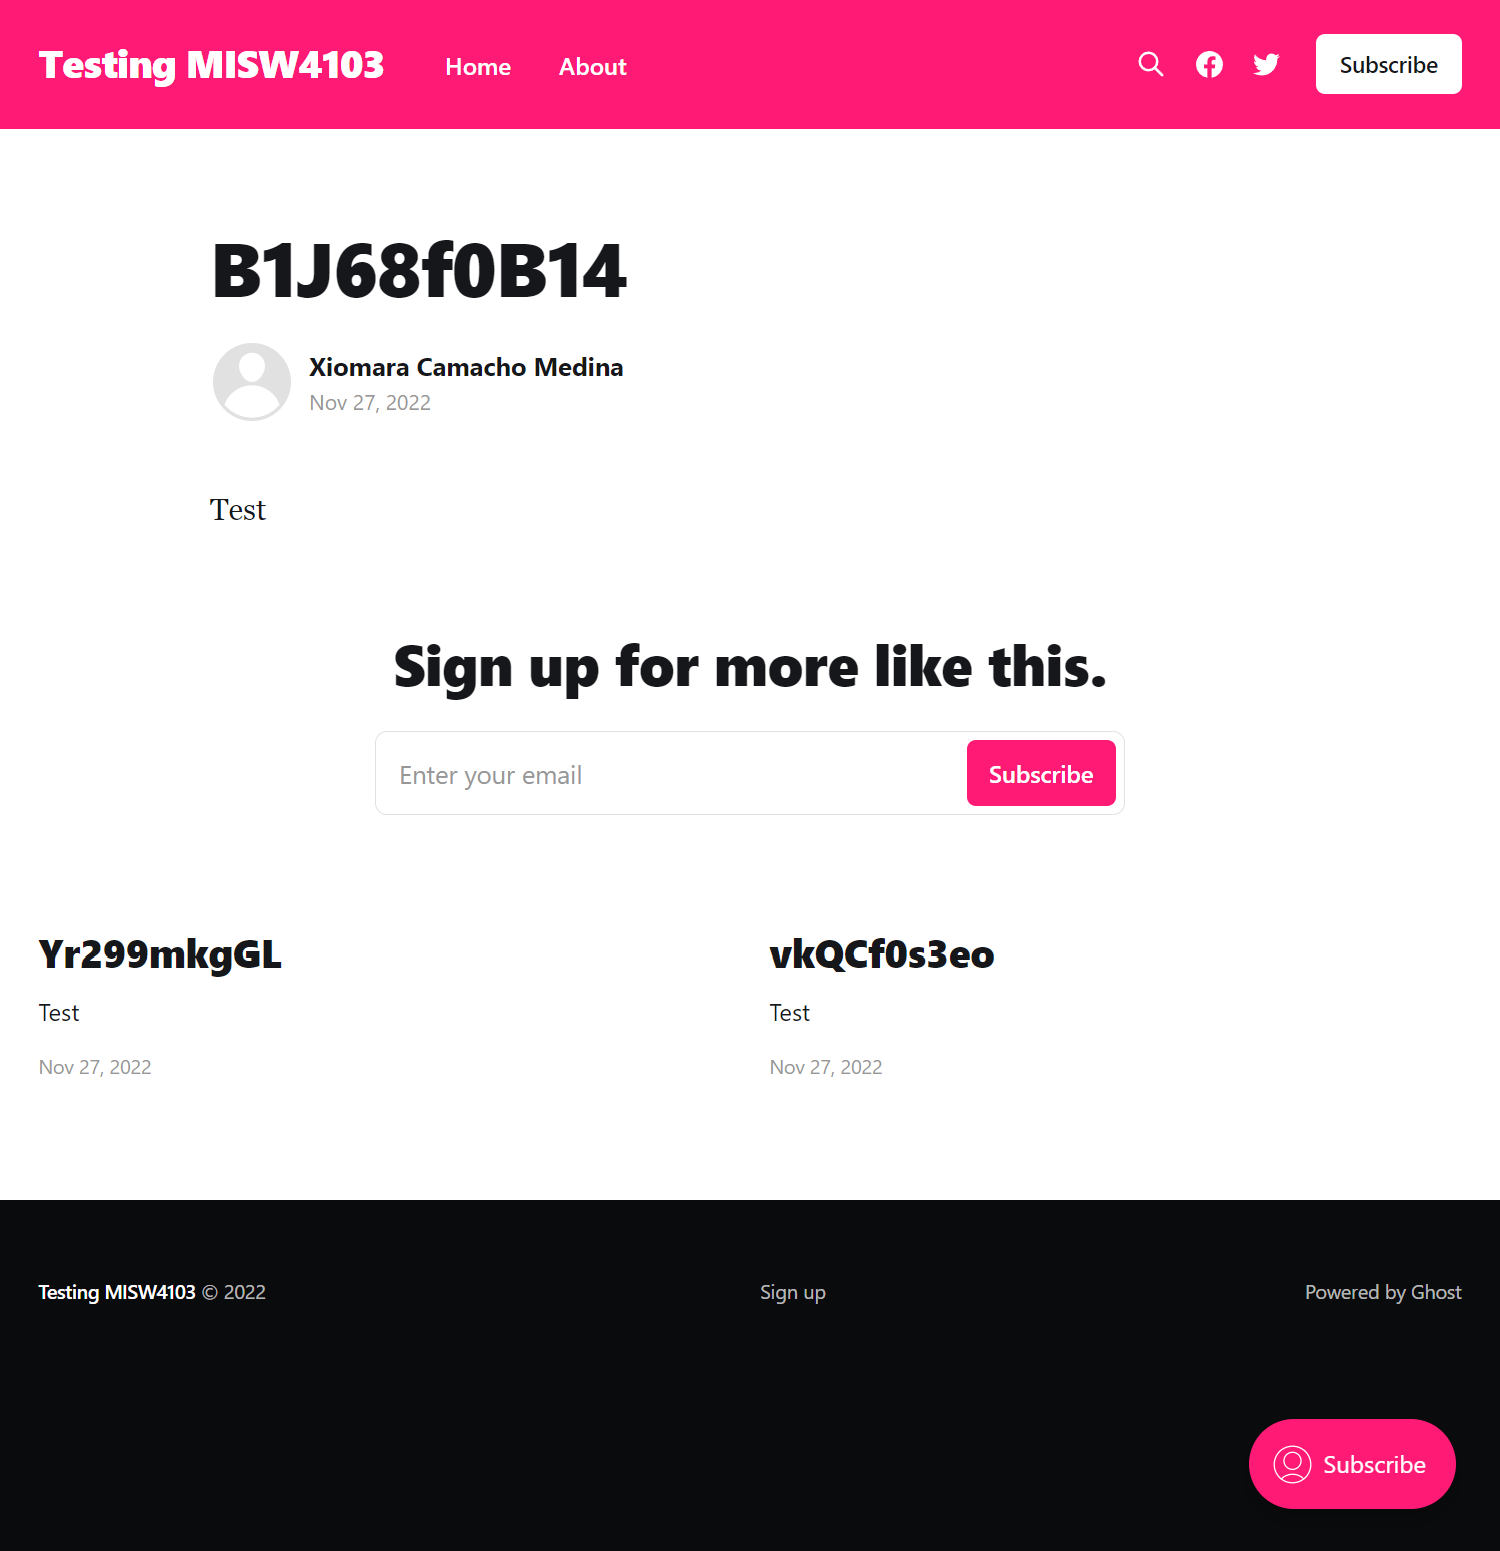 Testing MISW4103 Home About Subscribe
B1J68f0B14
Xiomara Camacho Medina
Nov 27, 2022
Test
Sign up for more like this.
Enter your email Subscribe
Yr299mkgGL
Test
Nov 27, 2022
vkQCf0s3eo
Test
Nov 27, 2022
Testing MISW4103 © 2022 Sign up Powered by Ghost
Subscribe